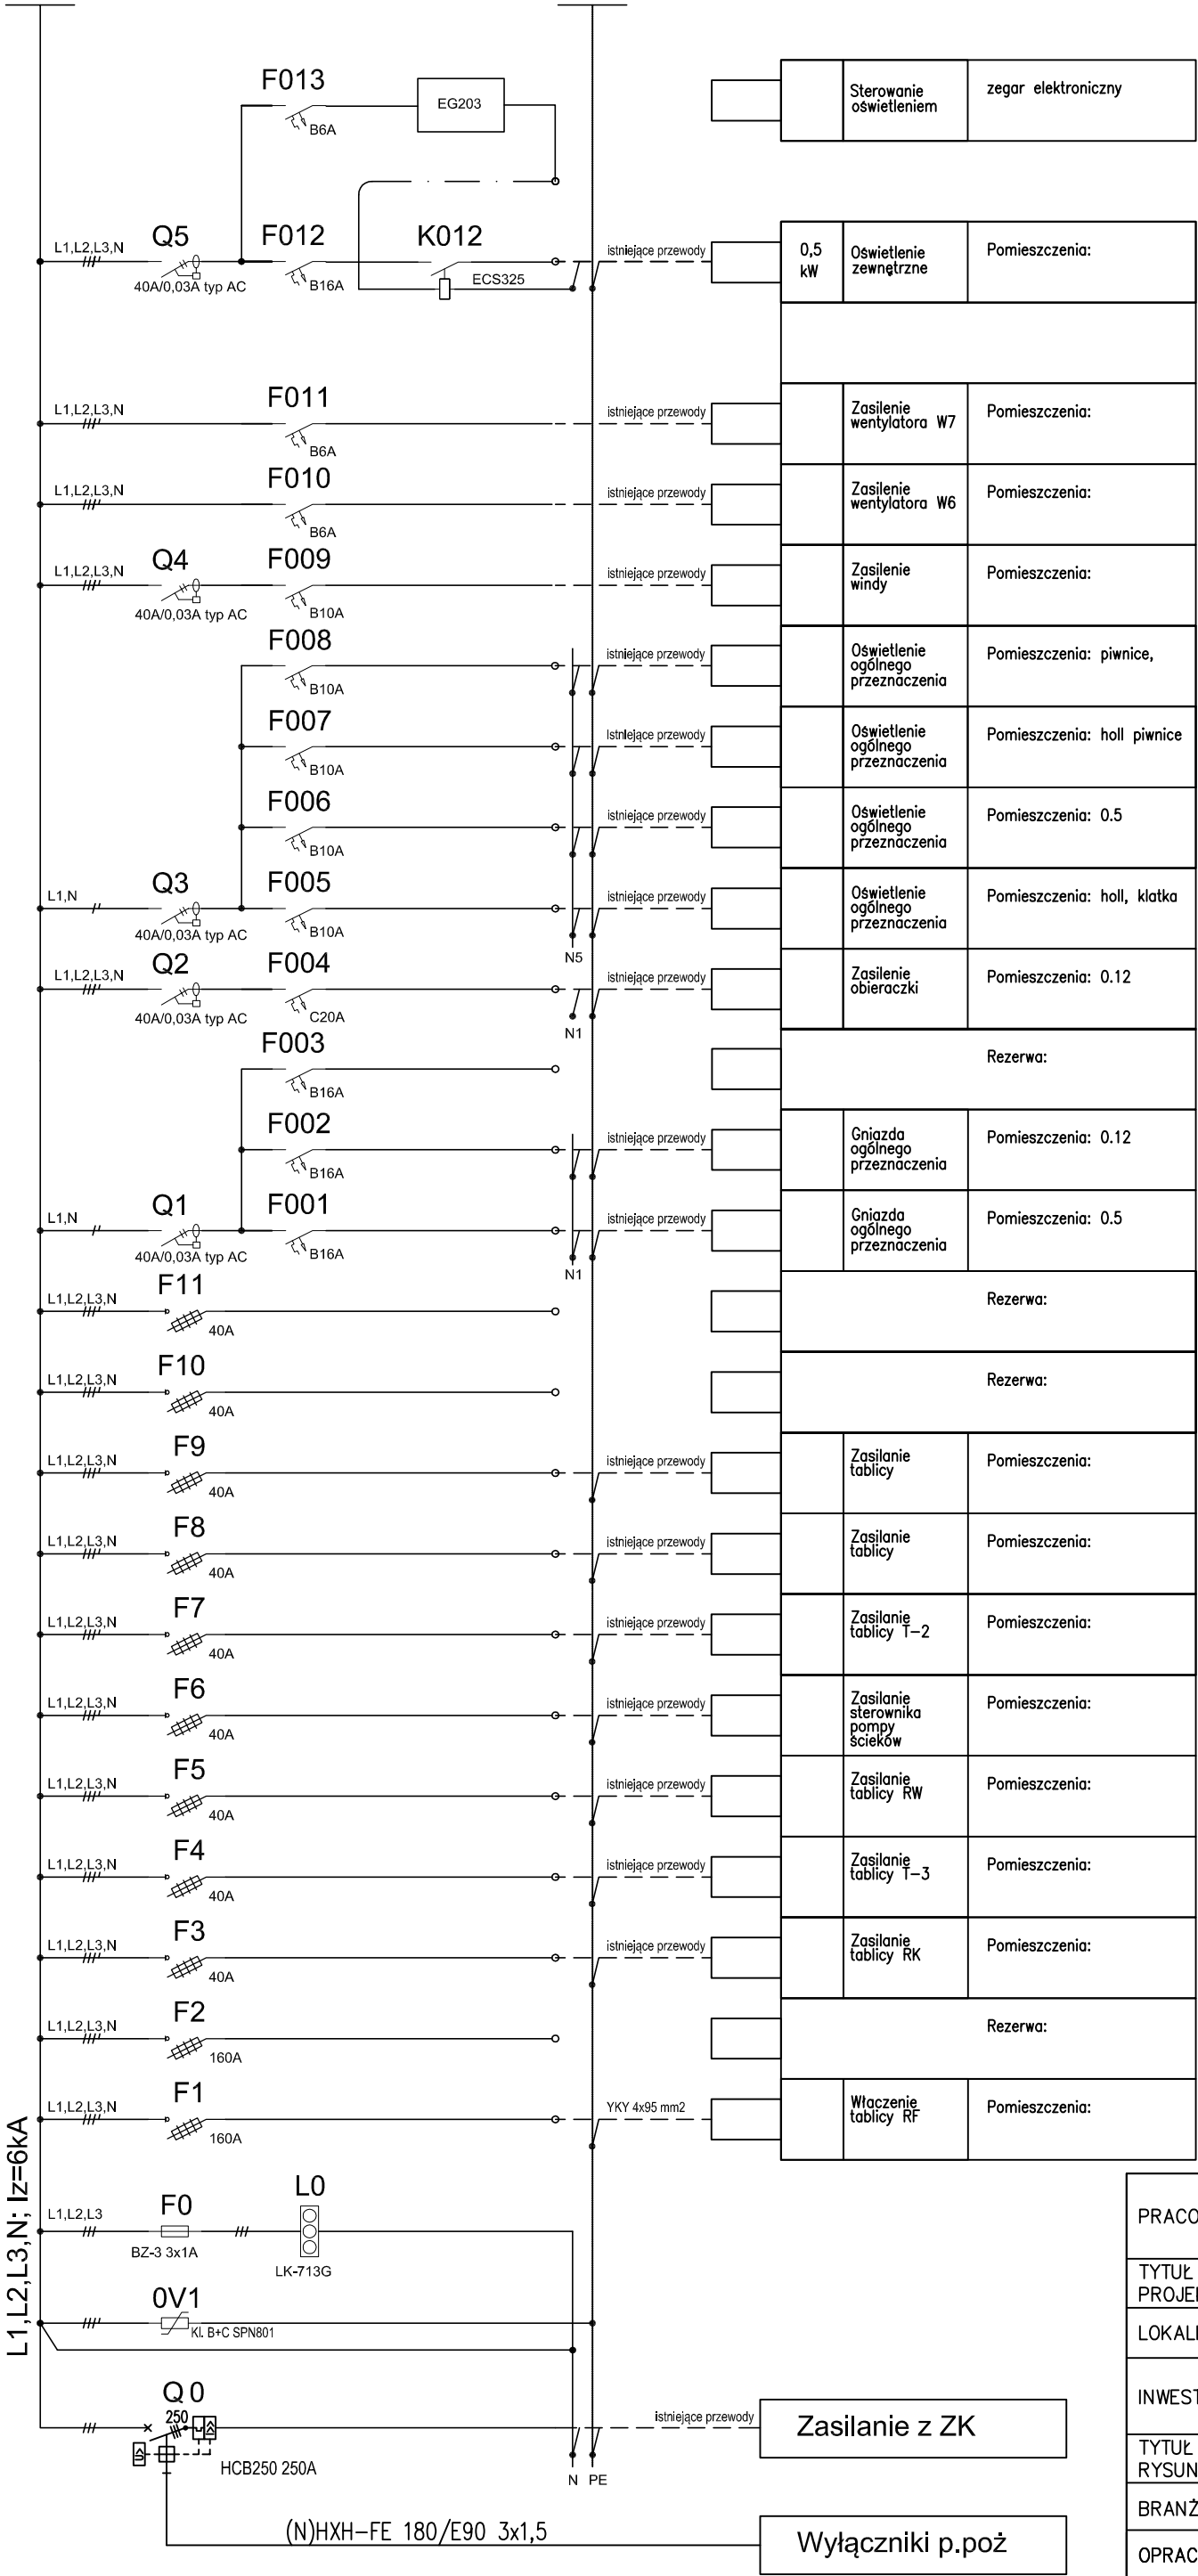 F013
EG203
B6A
Sterowanie
oświetleniem
zegar elektroniczny
L1,L2,L3,N
Q5
40A/0,03A typ AC
F012
B16A
K012
ECS325
istniejące przewody
0,5
kW
Oświetlenie
zewnętrzne
Pomieszczenia:
L1,L2,L3,N
F011
B6A
istniejące przewody
Zasilenie
wentylatora W7
Pomieszczenia:
L1,L2,L3,N
F010
B6A
istniejące przewody
Zasilenie
wentylatora W6
Pomieszczenia:
L1,L2,L3,N
Q4
40A/0,03A typ AC
F009
B10A
istniejące przewody
Zasilenie
windy
Pomieszczenia:
F008
B10A
istniejące przewody
Oświetlenie
ogólnego
przeznaczenia
Pomieszczenia: piwnice,
F007
B10A
istniejące przewody
Oświetlenie
ogólnego
przeznaczenia
Pomieszczenia: holl piwnice
F006
B10A
istniejące przewody
Oświetlenie
ogólnego
przeznaczenia
Pomieszczenia: 0.5
L1,N
Q3
40A/0,03A typ AC
F005
B10A
N5
istniejące przewody
Oświetlenie
ogólnego
przeznaczenia
Pomieszczenia: holl, klatka
L1,L2,L3,N
Q2
40A/0,03A typ AC
F004
C20A
N1
istniejące przewody
Zasilenie
obieraczki
Pomieszczenia: 0.12
F003
B16A
Rezerwa:
F002
B16A
istniejące przewody
Gniazda
ogólnego
przeznaczenia
Pomieszczenia: 0.12
L1,N
Q1
40A/0,03A typ AC
F001
B16A
N1
istniejące przewody
Gniazda
ogólnego
przeznaczenia
Pomieszczenia: 0.5
L1,L2,L3,N
F11
40A
Rezerwa:
L1,L2,L3,N
F10
40A
Rezerwa:
L1,L2,L3,N
F9
40A
istniejące przewody
Zasilanie
tablicy
Pomieszczenia:
L1,L2,L3,N
F8
40A
istniejące przewody
Zasilanie
tablicy
Pomieszczenia:
L1,L2,L3,N
F7
40A
istniejące przewody
Zasilanie
tablicy T-2
Pomieszczenia:
L1,L2,L3,N
F6
40A
istniejące przewody
Zasilanie
sterownika
pompy
ścieków
Pomieszczenia:
L1,L2,L3,N
F5
40A
istniejące przewody
Zasilanie
tablicy RW
Pomieszczenia:
L1,L2,L3,N
F4
40A
istniejące przewody
Zasilanie
tablicy T-3
Pomieszczenia:
L1,L2,L3,N
F3
40A
istniejące przewody
Zasilanie
tablicy RK
Pomieszczenia:
L1,L2,L3,N
F2
160A
Rezerwa:
L1,L2,L3,N
F1
160A
YKY 4x95 mm2
Właczenie
tablicy RF
Pomieszczenia:
L1,L2,L3,N; Iz=6kA
L1,L2,L3
F0
BZ-3 3x1A
L0
LK-713G
0V1
Kl. B+C SPN801
Q0
250
HCB250 250A
N PE
istniejące przewody
Zasilanie z ZK
(N)HXH-FE 180/E90 3x1,5
Wyłączniki p.poż
PRACO
TYTUŁ
PROJE
LOKALI
INWEST
TYTUŁ
RYSUN
BRANŻ
OPRAC